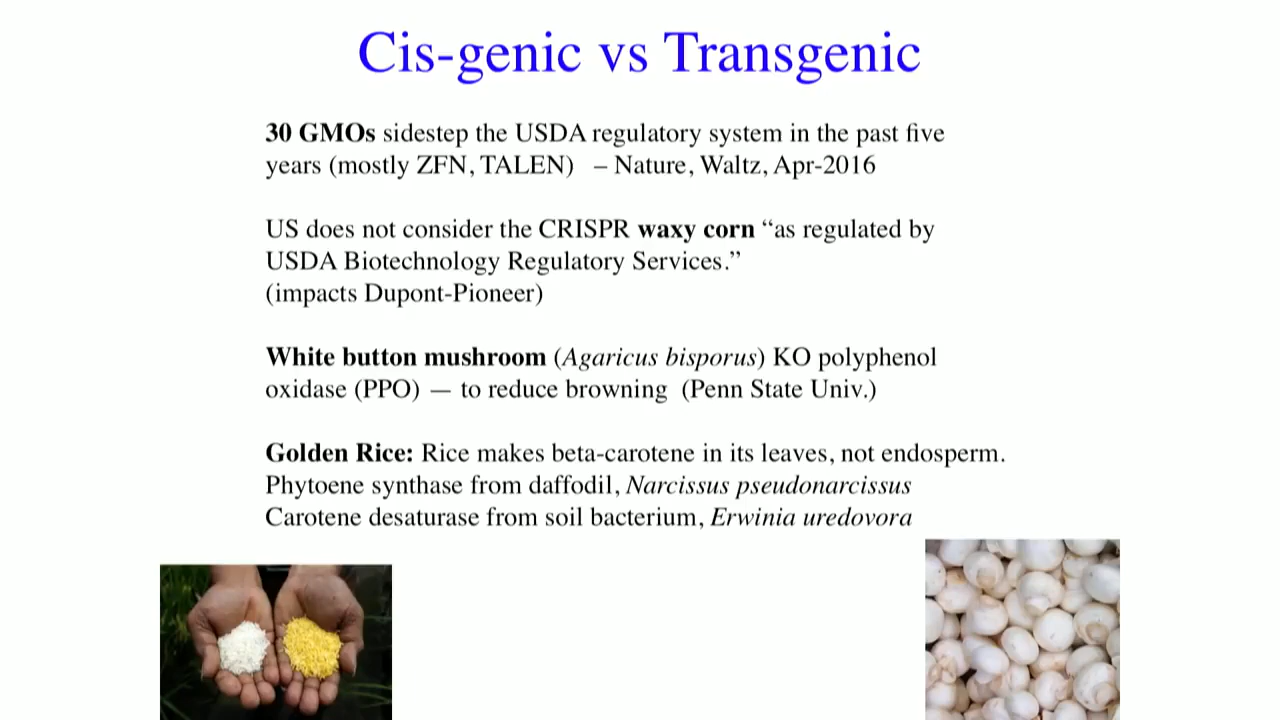 Cis-genic vs Transgenic
30 GMOs sidestep the USDA regulatory system in the past five
years (mostly ZFN, TALEN) – Nature, Waltz, Apr-2016
US does not consider the CRISPR waxy corn “as regulated by
USDA Biotechnology Regulatory Services.”
(impacts Dupont-Pioneer)
White button mushroom (Agaricus bisporus) KO polyphenol
oxidase (PPO) — to reduce browning (Penn State Univ.)
Golden Rice: Rice makes beta-carotene in its leaves, not endosperm.
Phytoene synthase from daffodil, Narcissus pseudonarcissus
Carotene desaturase from soil bacterium, Erwinia uredovora